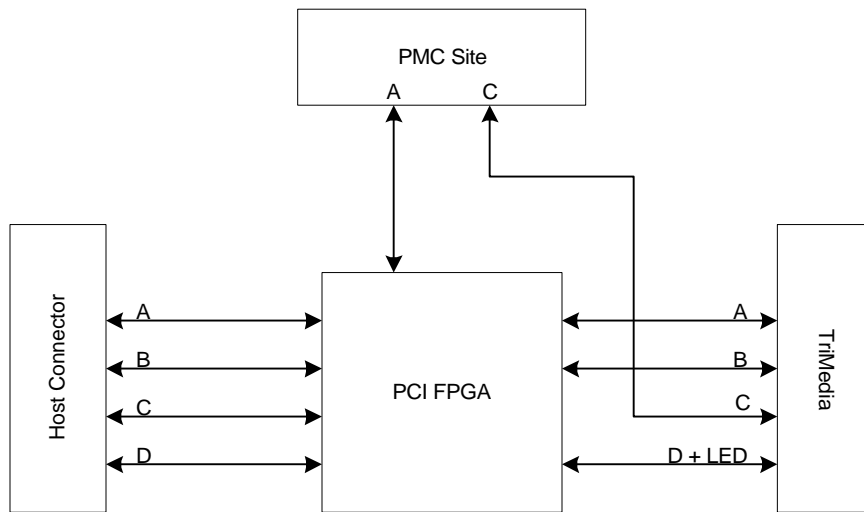 PMC Site
A
C
Host Connector
A
B
C
D
PCI FPGA
A
B
C
D + LED
TriMedia